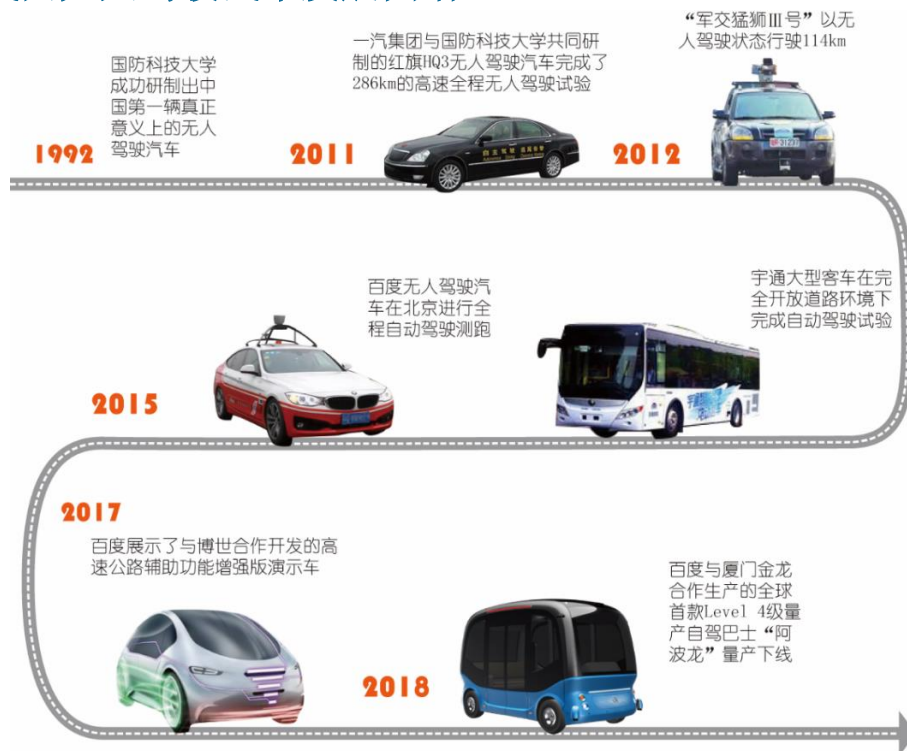 国防科技大学
成功研制出中
国第一辆真正
意义上的无人
驾驶汽车
1992
一汽集团与国防科技大学共同研
制的红旗HQ3无人驾驶汽车完成了
286km的高速全程无人驾驶试验
2011
“军交猛狮Ⅲ号”以无
人驾驶状态行驶114km
2012
百度无人驾驶汽
车在北京进行全
程自动驾驶测跑
2015
宇通大型客车在完
全开放道路环境下
完成自动驾驶试验
2017
百度展示了与博世合作开发的高
速公路辅助功能增强版演示车
2018
百度与厦门金龙
合作生产的全球
首款Level 4级量
产自驾巴士“阿
波龙”量产下线